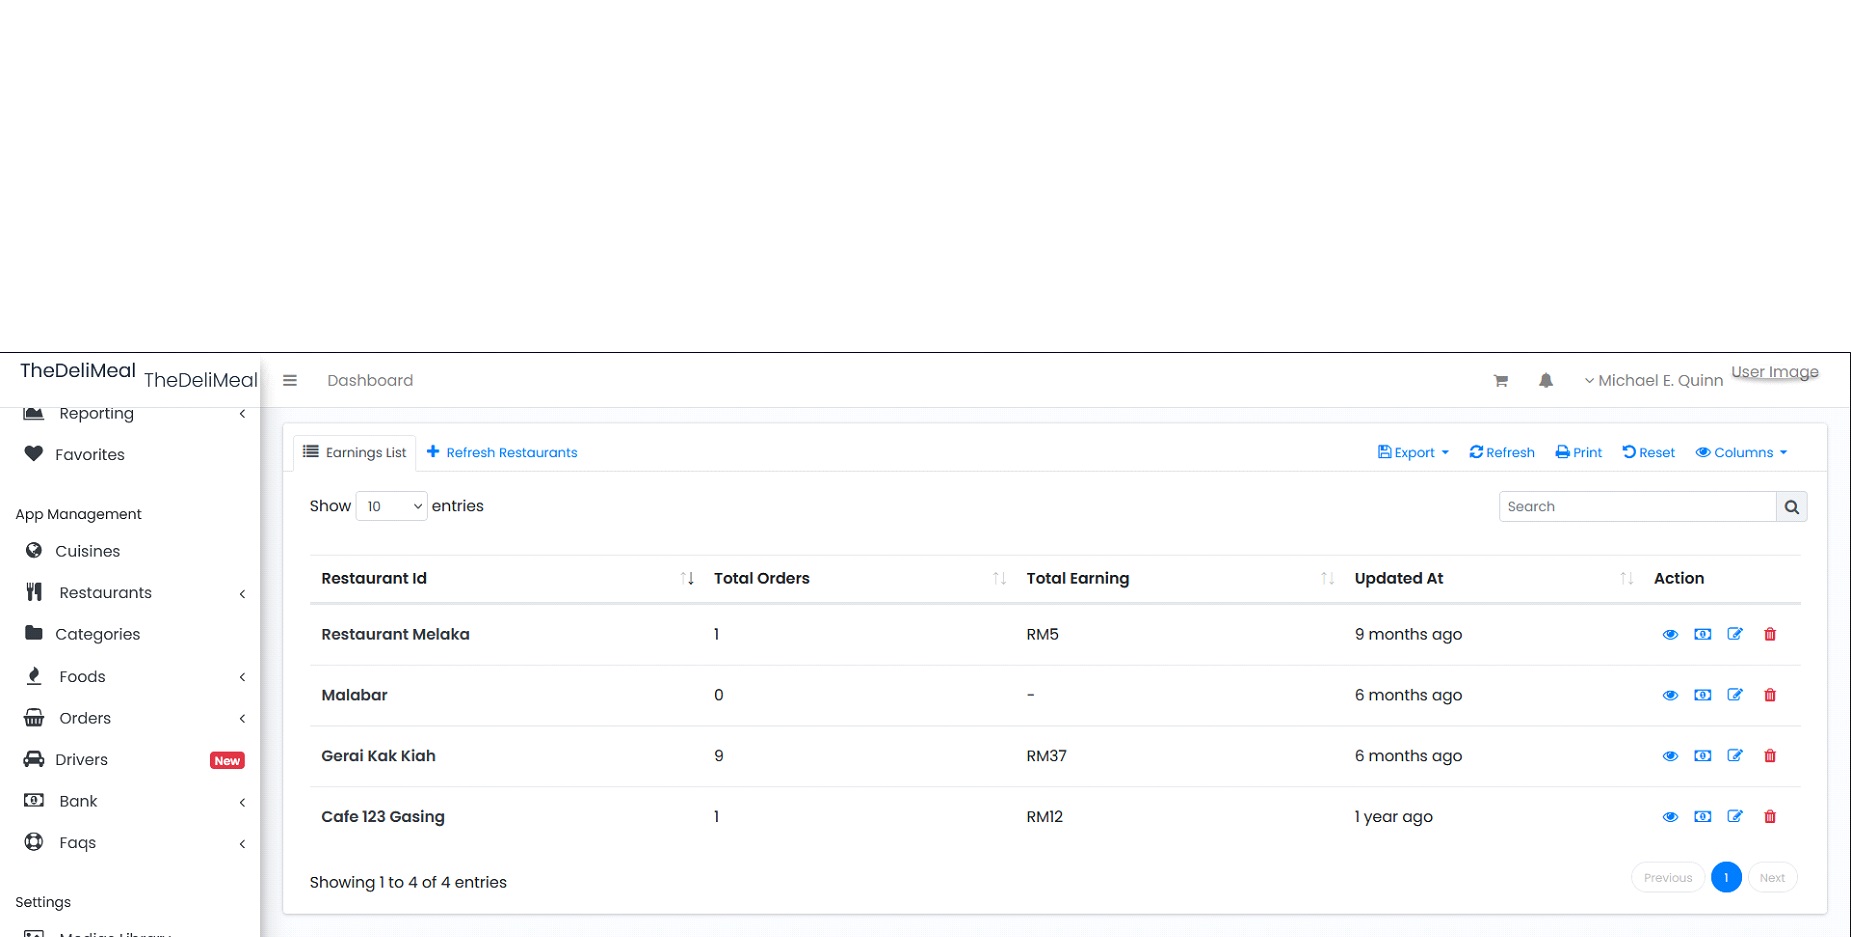 TheDeliMeal
TheDeliMeal
Dashboard
Michael E. Quinn
User Image
Reporting
Favorites
App Management
Cuisines
Restaurants
Categories
Foods
Orders
Drivers New
Bank
Faqs
Settings
Medias Library
Earnings List Refresh Restaurants Export Refresh Print Reset Columns
Show 10 entries
Search
Restaurant Id Total Orders Total Earning Updated At Action
Restaurant Melaka 1 RM5 9 months ago
Malabar 0 - 6 months ago
Gerai Kak Kiah 9 RM37 6 months ago
Cafe 123 Gasing 1 RM12 1 year ago
Showing 1 to 4 of 4 entries
Previous 1 Next